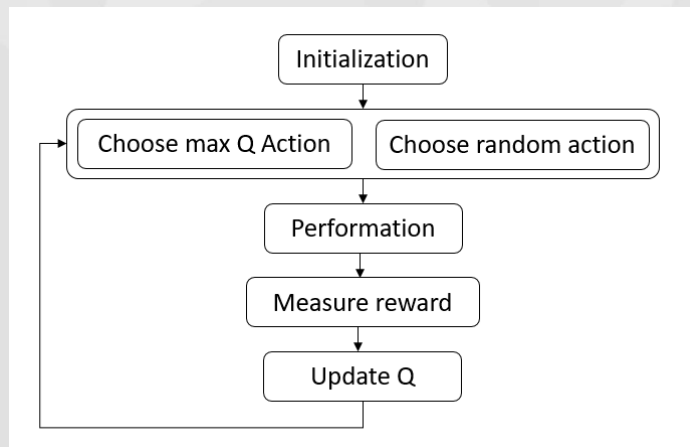 Initialization
Choose max Q Action
Choose random action
Performation
Measure reward
Update Q